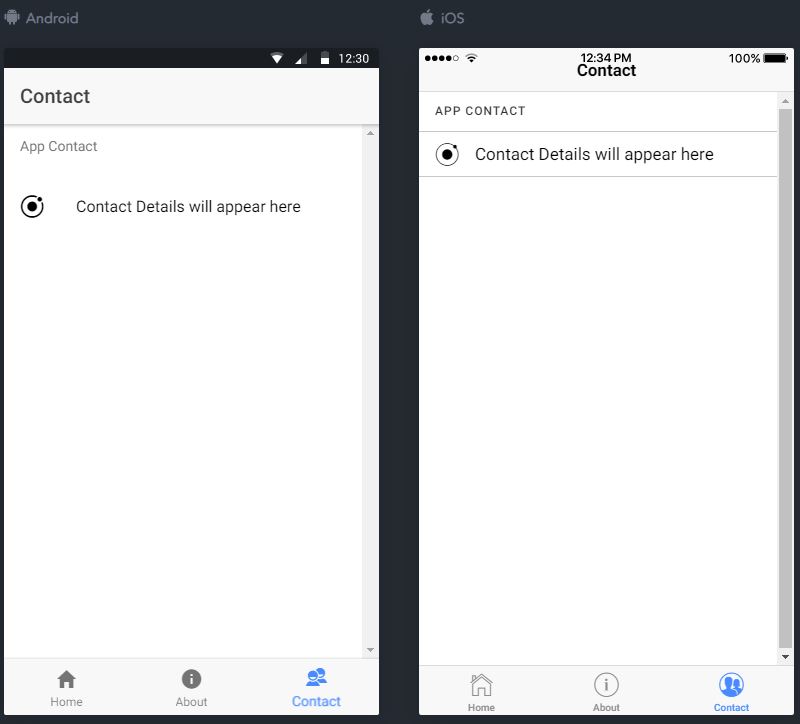 Android
12:30
Contact
App Contact
Contact Details will appear here
Home About Contact
iOS
12:34 PM 100%
Contact
APP CONTACT
Contact Details will appear here
Home About Contact